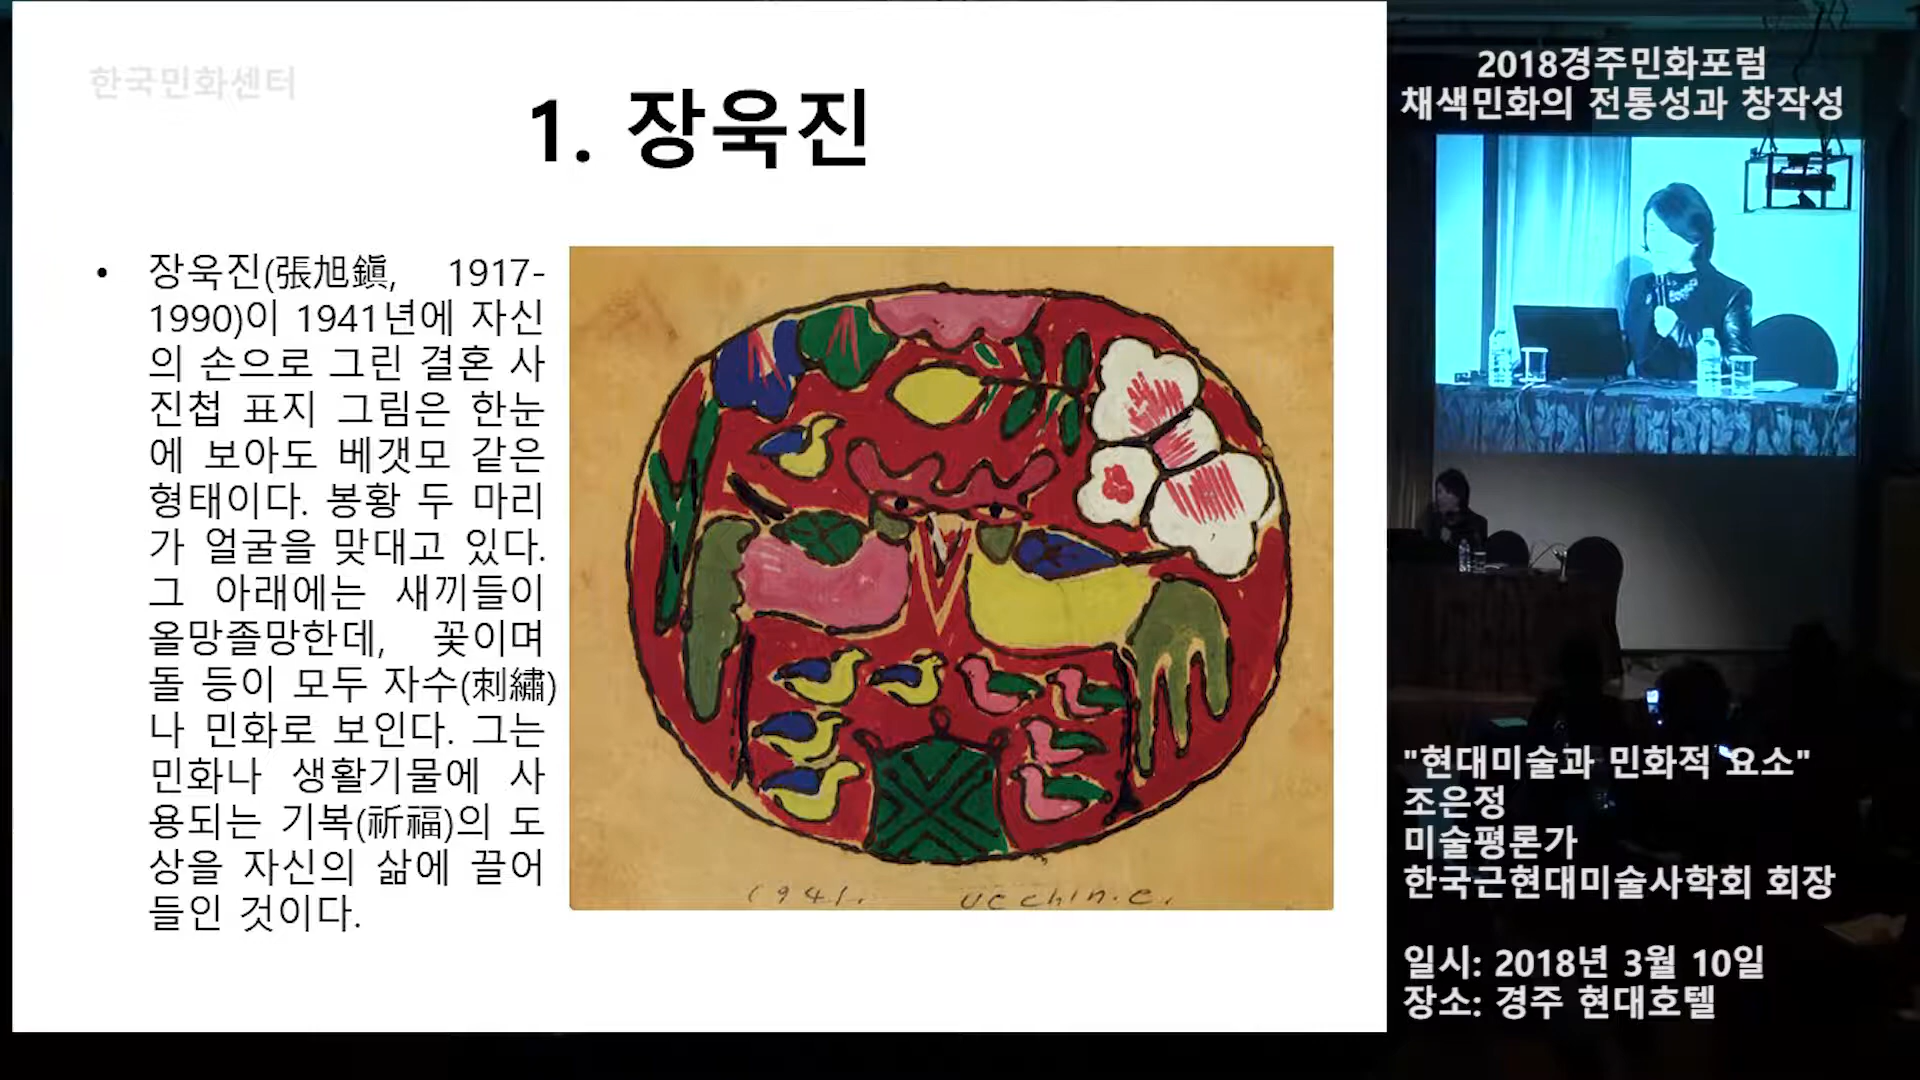 한국민화센터
1. 장욱진
• 장욱진(張旭鎭, 1917-
1990)이 1941년에 자신
의 손으로 그린 결혼 사
진첩 표지 그림은 한눈
에 보아도 베갯모 같은
형태이다. 봉황 두 마리
가 얼굴을 맞대고 있다.
그 아래에는 새끼들이
올망졸망한데, 꽃이며
돌 등이 모두 자수(刺繡)
나 민화로 보인다. 그는
민화나 생활기물에 사
용되는 기복(祈福)의 도
상을 자신의 삶에 끌어
들인 것이다.
1941. UCCHIN.C.
2018경주민화포럼
채색민화의 전통성과 창작성
"현대미술과 민화적 요소"
조은정
미술평론가
한국근현대미술사학회 회장
일시: 2018년 3월 10일
장소: 경주 현대호텔